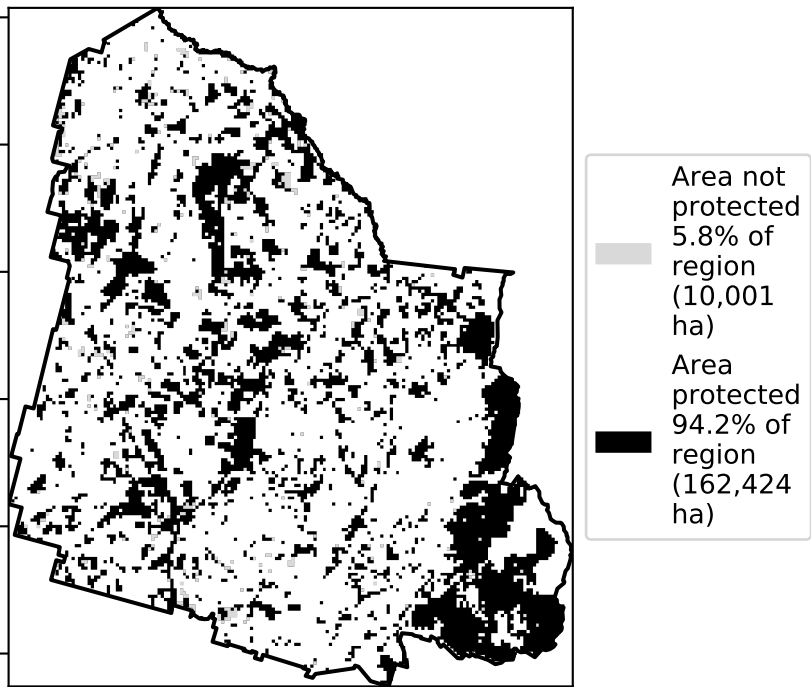 Area not
protected
5.8% of
region
(10,001
ha)
Area
protected
94.2% of
region
(162,424
ha)